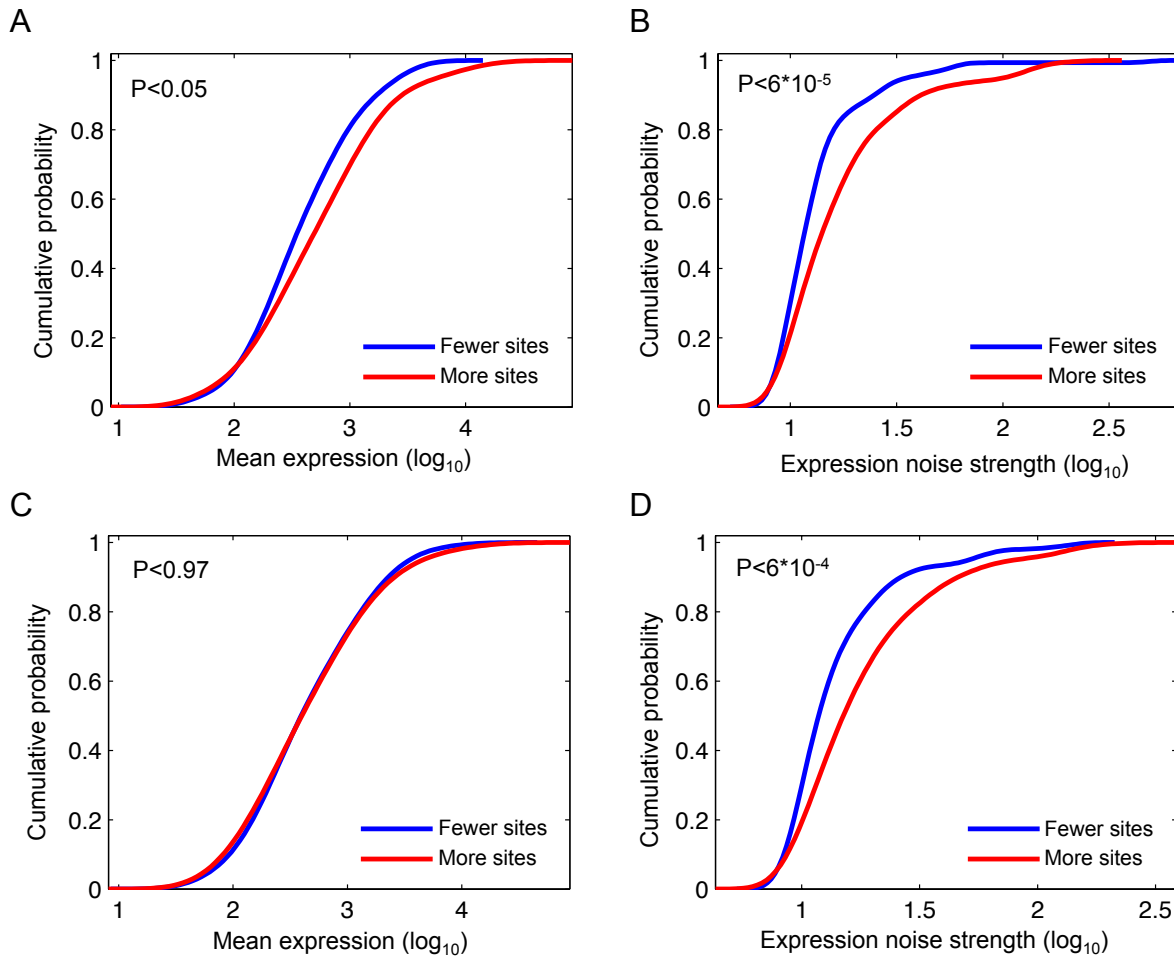 A
P<0.05
Cumulative probability
1
0.8
0.6
0.4
0.2
0
Fewer sites
More sites
1 2 3 4
Mean expression (log10)
B
P<6*10-5
Cumulative probability
1
0.8
0.6
0.4
0.2
0
Fewer sites
More sites
1 1.5 2 2.5
Expression noise strength (log10)
C
P<0.97
Cumulative probability
1
0.8
0.6
0.4
0.2
0
Fewer sites
More sites
1 2 3 4
Mean expression (log10)
D
P<6*10-4
Cumulative probability
1
0.8
0.6
0.4
0.2
0
Fewer sites
More sites
1 1.5 2 2.5
Expression noise strength (log10)